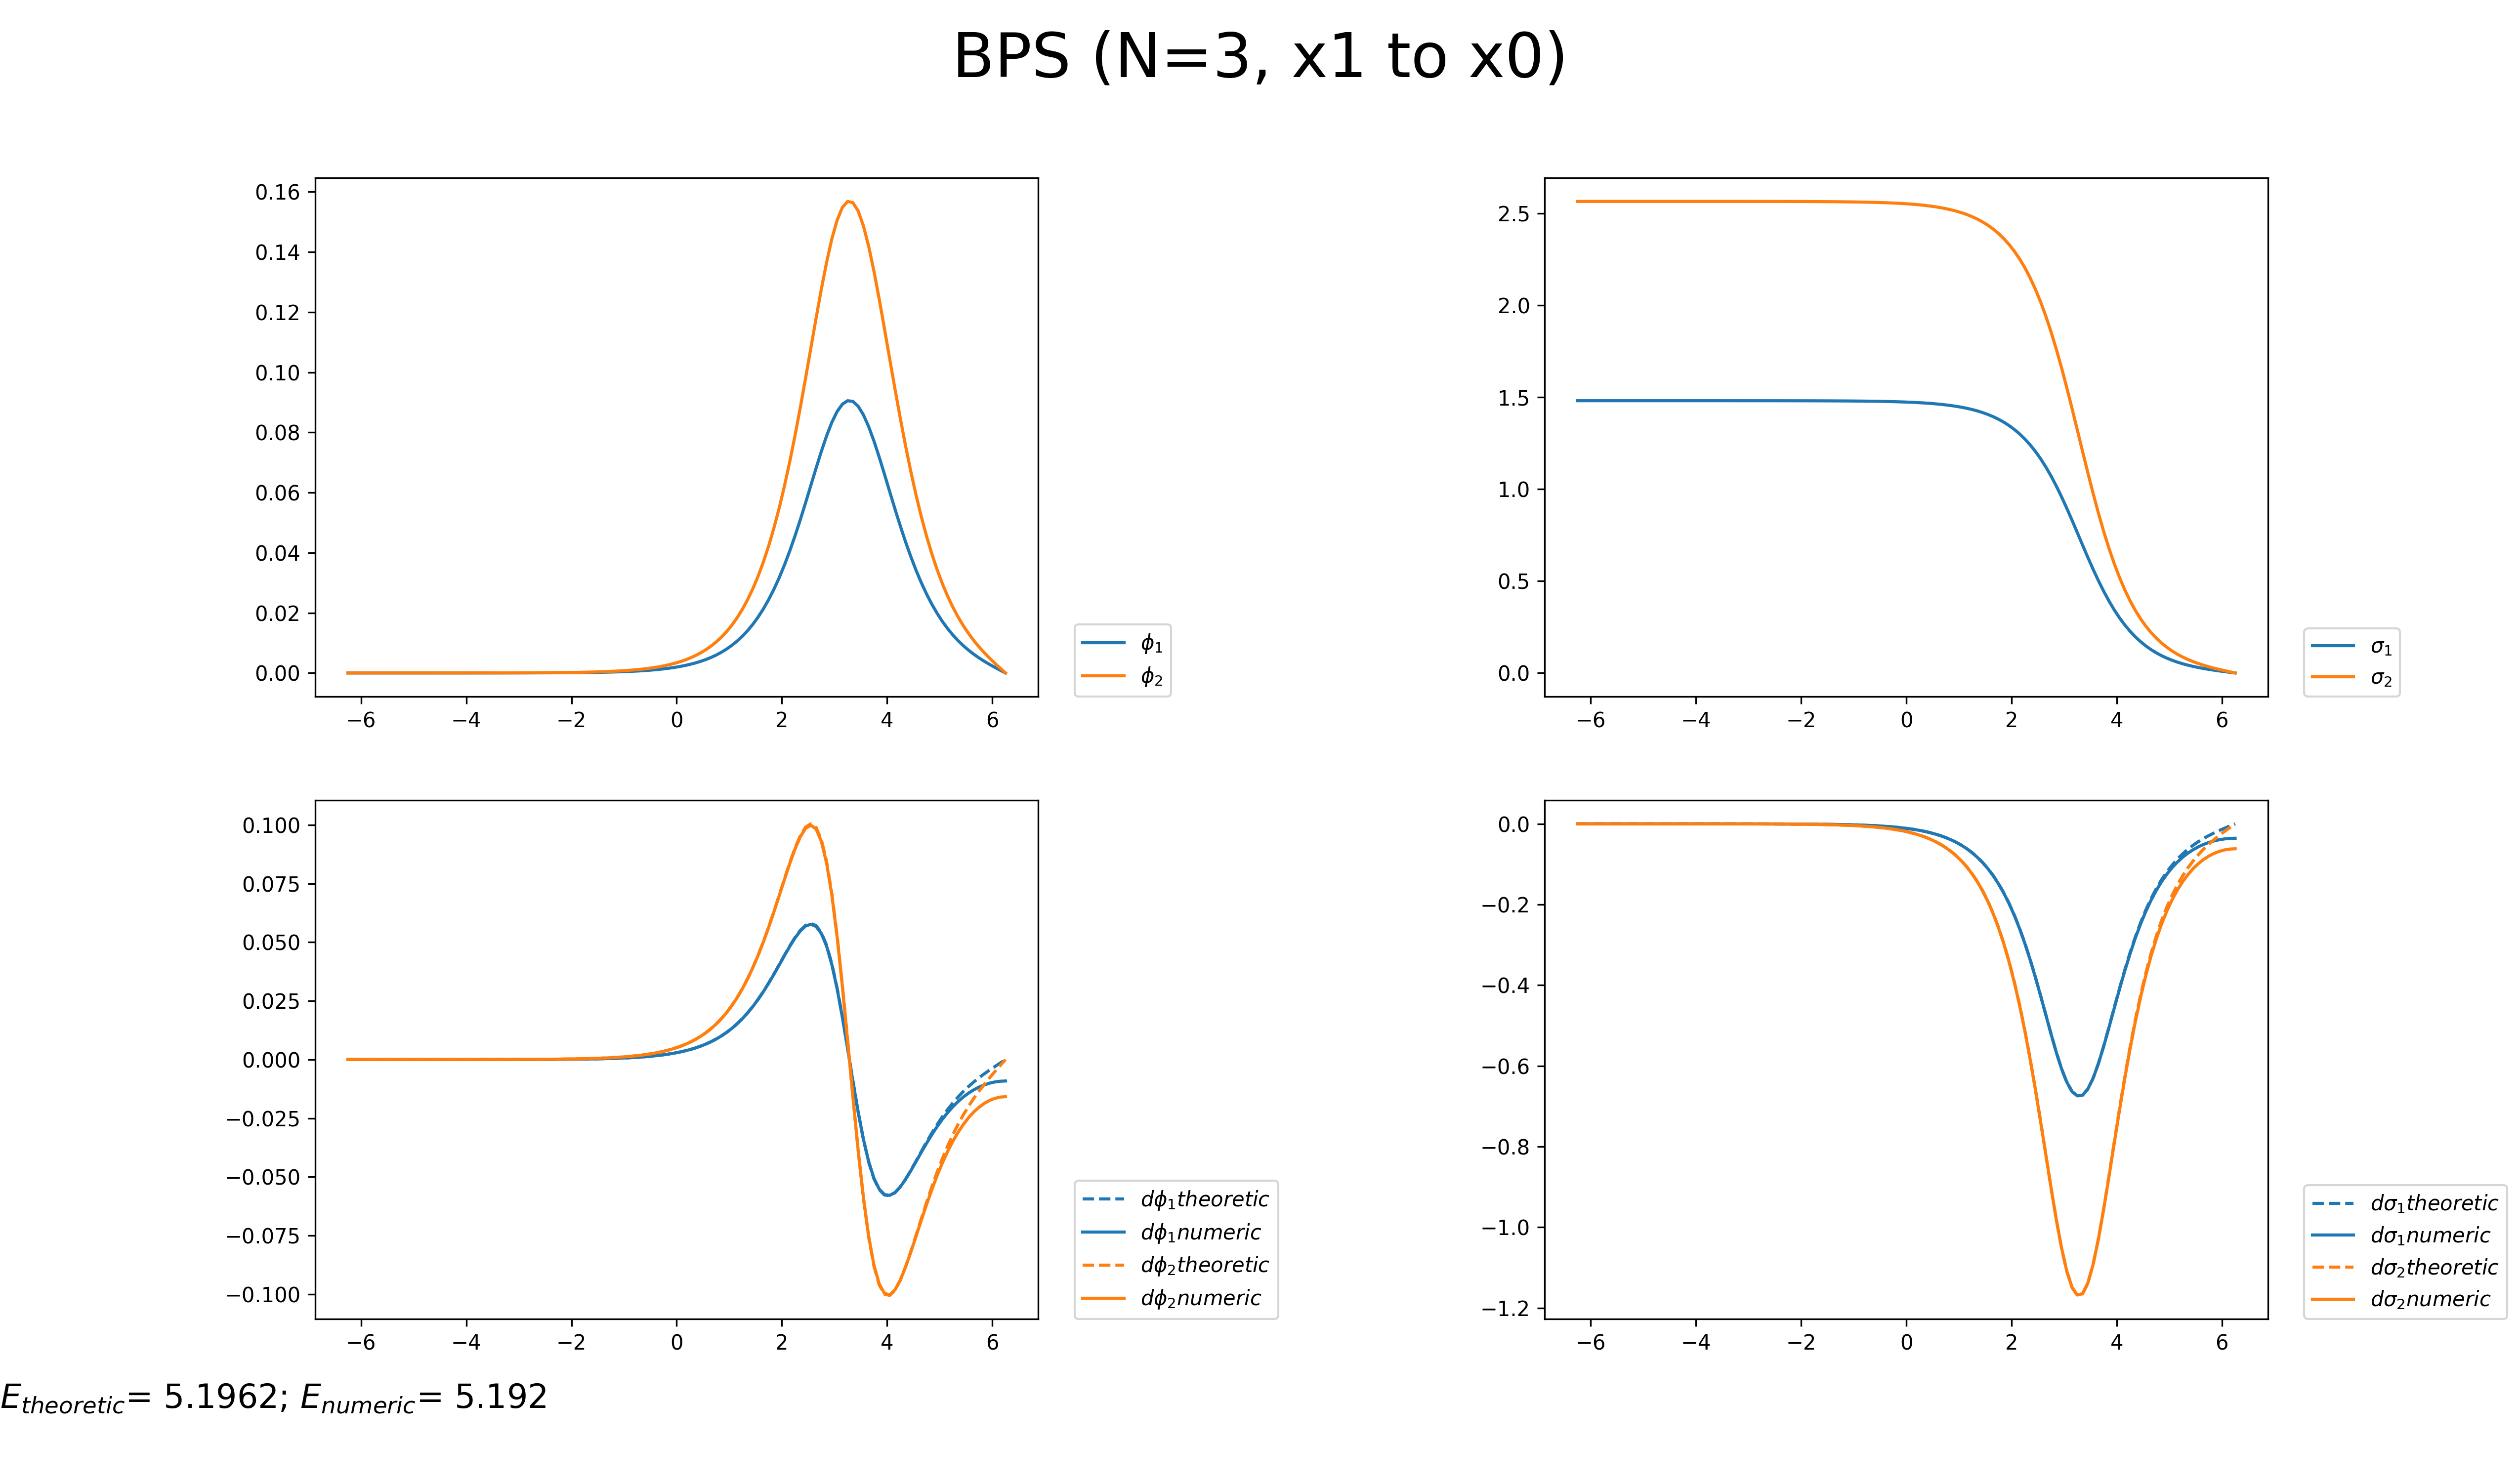 BPS (N=3, x1 to x0)
0.16
0.14
0.12
0.10
0.08
0.06
0.04
0.02
0.00
−6 −4 −2 0 2 4 6
ϕ₁
ϕ₂
2.5
2.0
1.5
1.0
0.5
0.0
−6 −4 −2 0 2 4 6
σ₁
σ₂
0.100
0.075
0.050
0.025
0.000
−0.025
−0.050
−0.075
−0.100
−6 −4 −2 0 2 4 6
dϕ₁theoretic
dϕ₁numeric
dϕ₂theoretic
dϕ₂numeric
0.0
−0.2
−0.4
−0.6
−0.8
−1.0
−1.2
−6 −4 −2 0 2 4 6
dσ₁theoretic
dσ₁numeric
dσ₂theoretic
dσ₂numeric
E_theoretic= 5.1962; E_numeric= 5.192